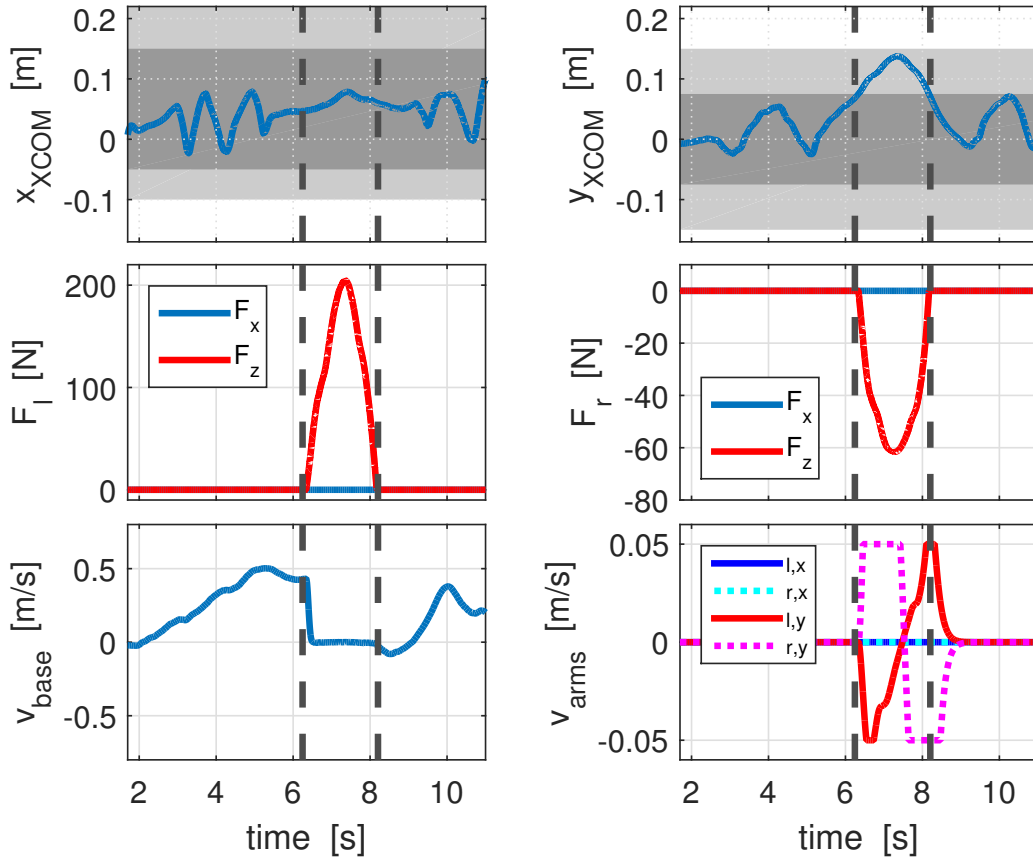 0.2
0.1
0
-0.1
x_XCOM [m]
0.2
0.1
0
-0.1
y_XCOM [m]
200
100
0
F_l [N]
F_x
F_z
0
-20
-40
-60
-80
F_r [N]
F_x
F_z
0.5
0
-0.5
v_base [m/s]
2 4 6 8 10
time [s]
0.05
0
-0.05
v_arms [m/s]
l,x
r,x
l,y
r,y
2 4 6 8 10
time [s]